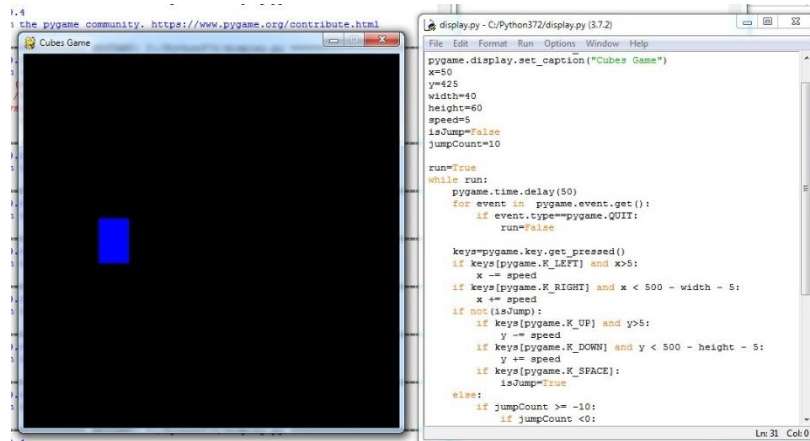 0.4
the pygame community. https://www.pygame.org/contribute.html
Cubes Game
display.py - C:/Python372/display.py (3.7.2)
File Edit Format Run Options Window Help
pygame.display.set_caption("Cubes Game")
x=50
y=425
width=40
height=60
speed=5
isJump=False
jumpCount=10
run=True
while run:
pygame.time.delay(50)
for event in pygame.event.get():
if event.type==pygame.QUIT:
run=False
keys=pygame.key.get_pressed()
if keys[pygame.K_LEFT] and x>5:
x -= speed
if keys[pygame.K_RIGHT] and x < 500 - width - 5:
x += speed
if not(isJump):
if keys[pygame.K_UP] and y>5:
y -= speed
if keys[pygame.K_DOWN] and y < 500 - height - 5:
y += speed
if keys[pygame.K_SPACE]:
isJump=True
else:
if jumpCount >= -10:
if jumpCount <0:
Ln: 31 Col: 0